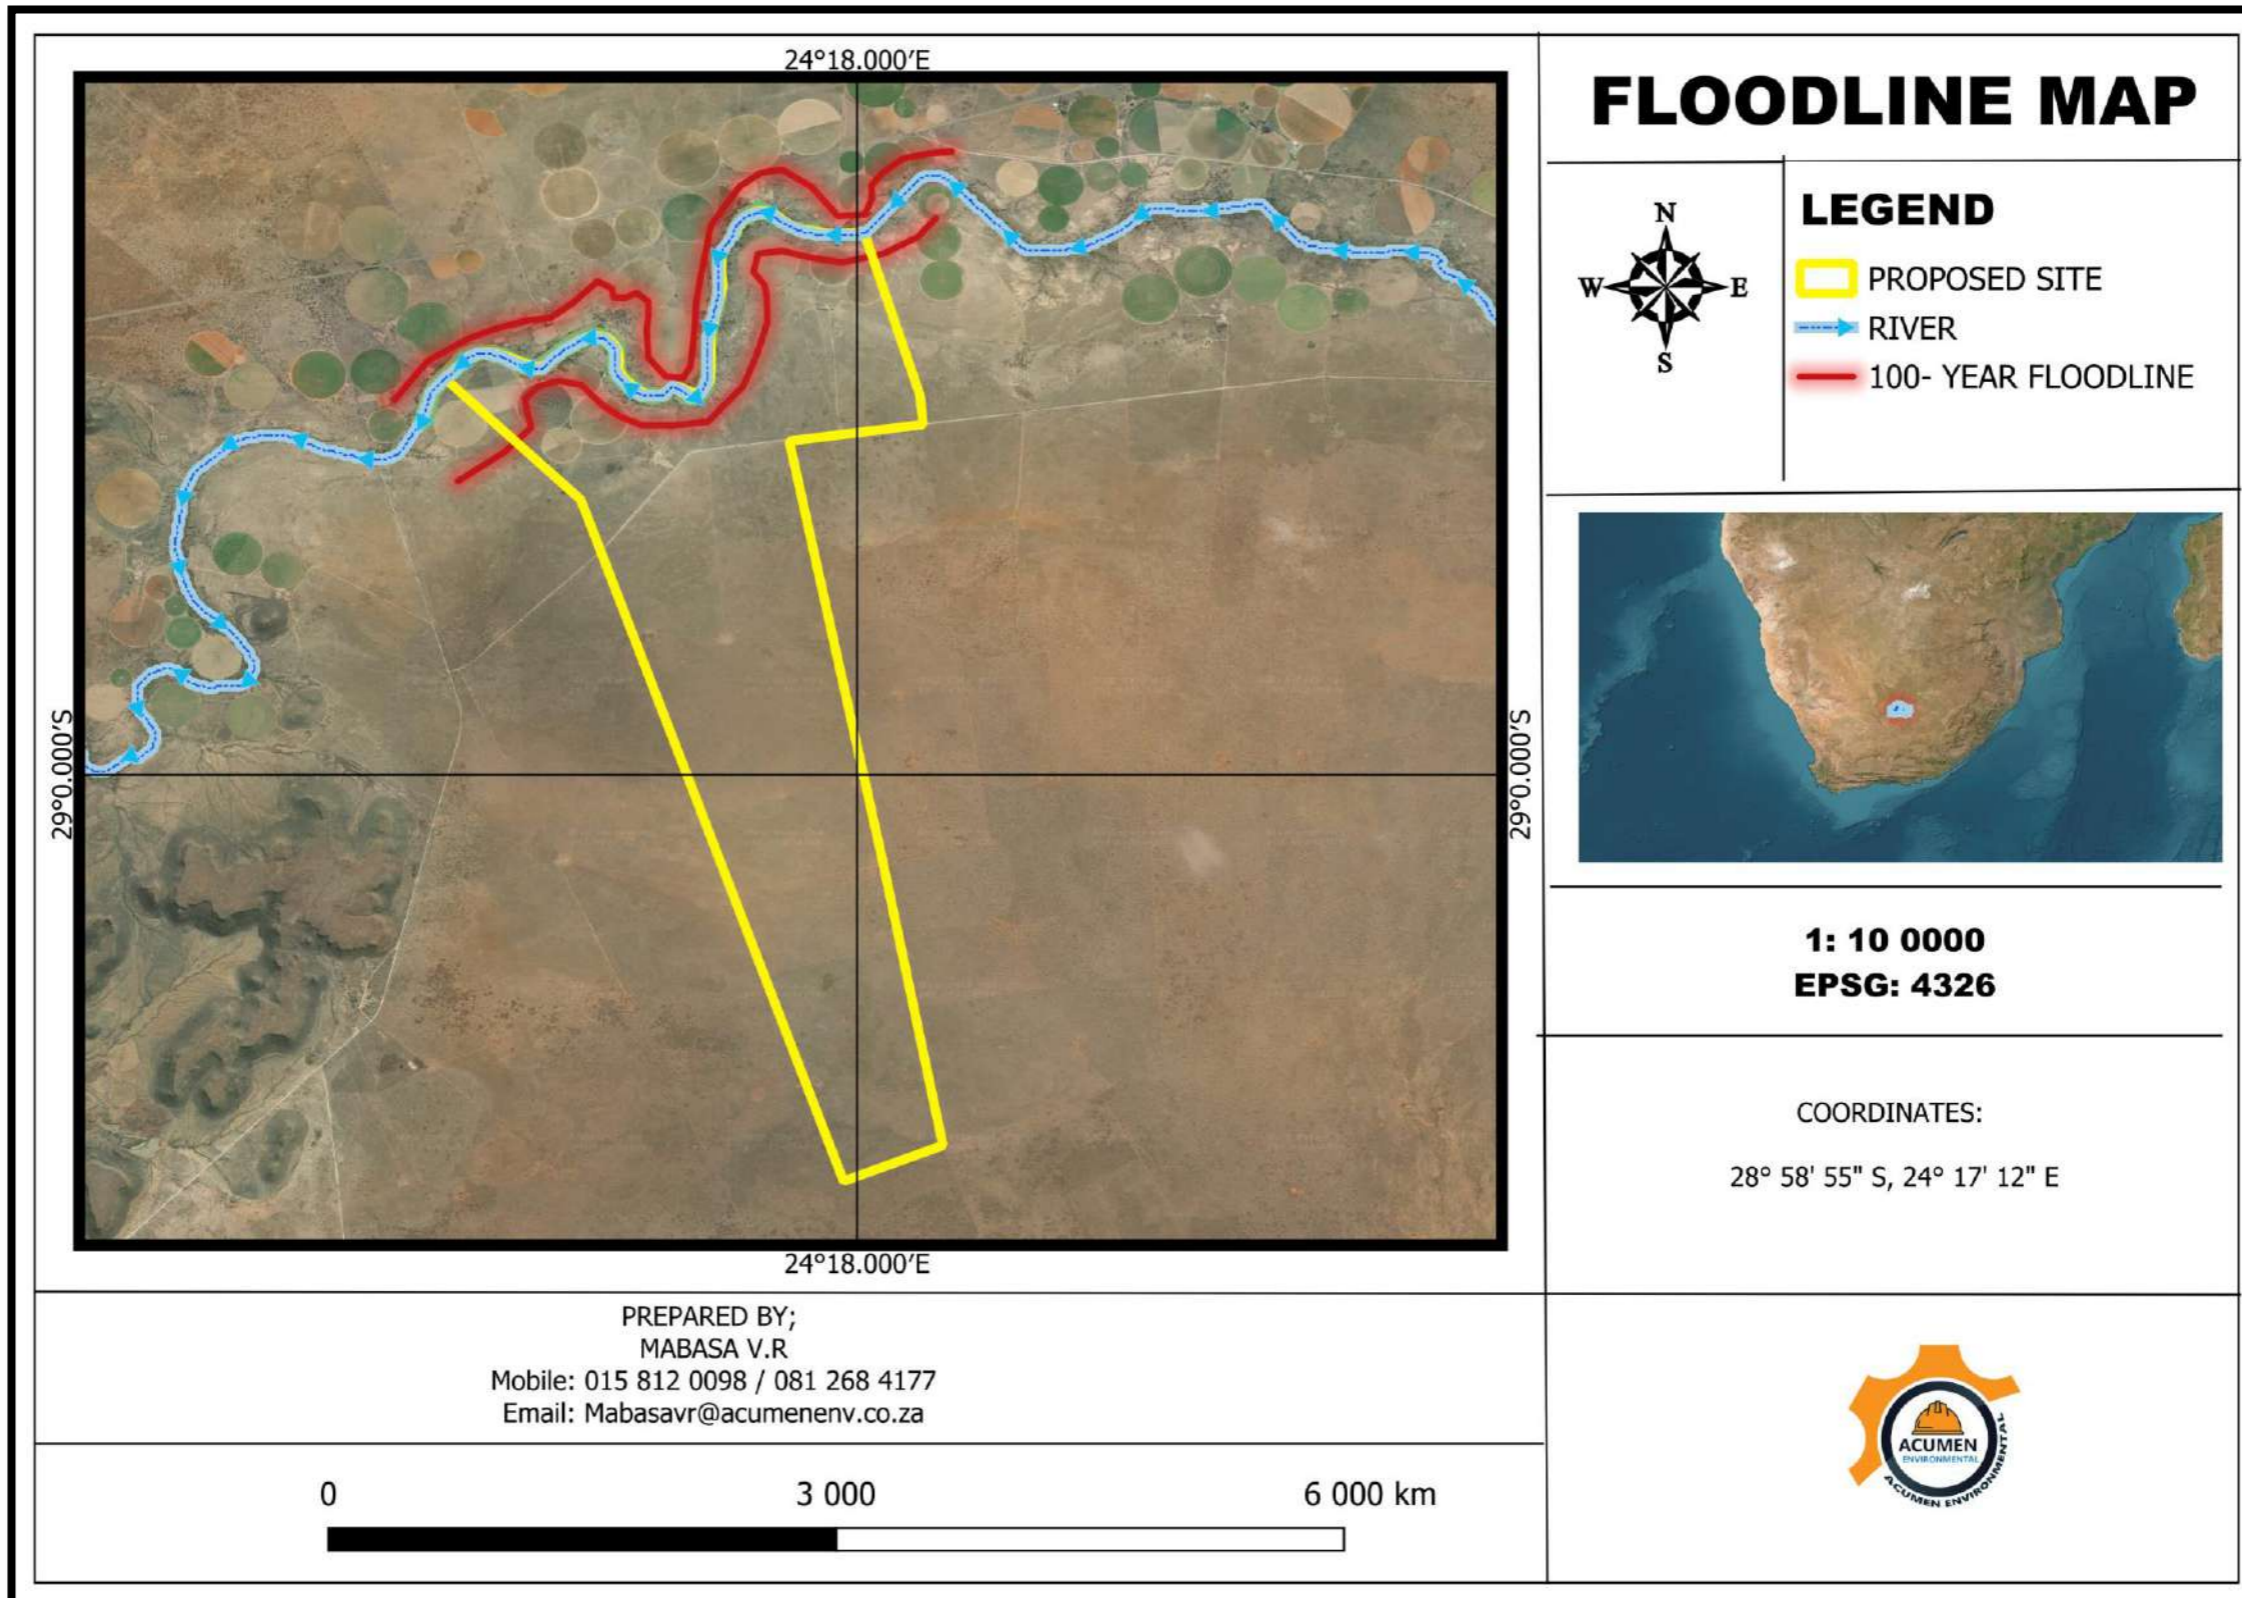 24°18.000′E
29°0.000′S
29°0.000′S
24°18.000′E
FLOODLINE MAP
N
W
E
S
LEGEND
PROPOSED SITE
RIVER
100- YEAR FLOODLINE
1: 10 0000
EPSG: 4326
COORDINATES:
28° 58' 55" S, 24° 17' 12" E
PREPARED BY;
MABASA V.R
Mobile: 015 812 0098 / 081 268 4177
Email: Mabasavr@acumenenv.co.za
0 3 000 6 000 km
ACUMEN
ENVIRONMENTAL
ACUMEN ENVIRONMENTAL